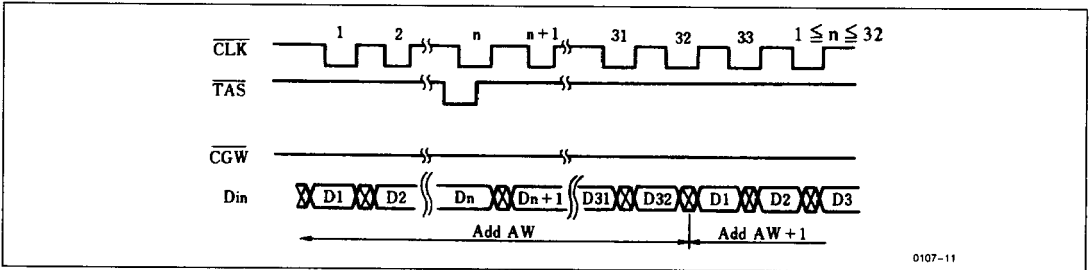 1 2 n n+1 31 32 33 1 ≦ n ≦ 32
CLK
TAS
CGW
Din D1 D2 Dn Dn+1 D31 D32 D1 D2 D3
Add AW Add AW+1
0107-11